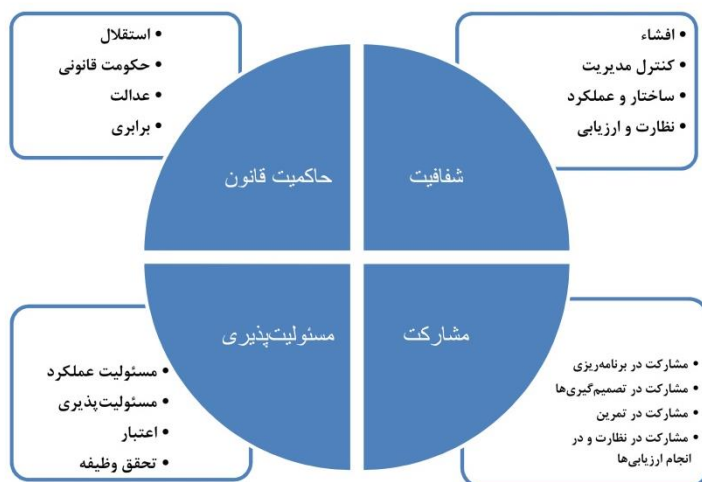 • افشاء
• کنترل مدیریت
• ساختار و عملکرد
• نظارت و ارزیابی
• استقلال
• حکومت قانونی
• عدالت
• برابری
شفافیت
حاکمیت قانون
مشارکت
مسئولیت‌پذیری
• مشارکت در برنامه‌ریزی
• مشارکت در تصمیم‌گیری‌ها
• مشارکت در تمرین
• مشارکت در نظارت و در
انجام ارزیابی‌ها
• مسئولیت عملکرد
• مسئولیت‌پذیری
• اعتبار
• تحقق وظیفه